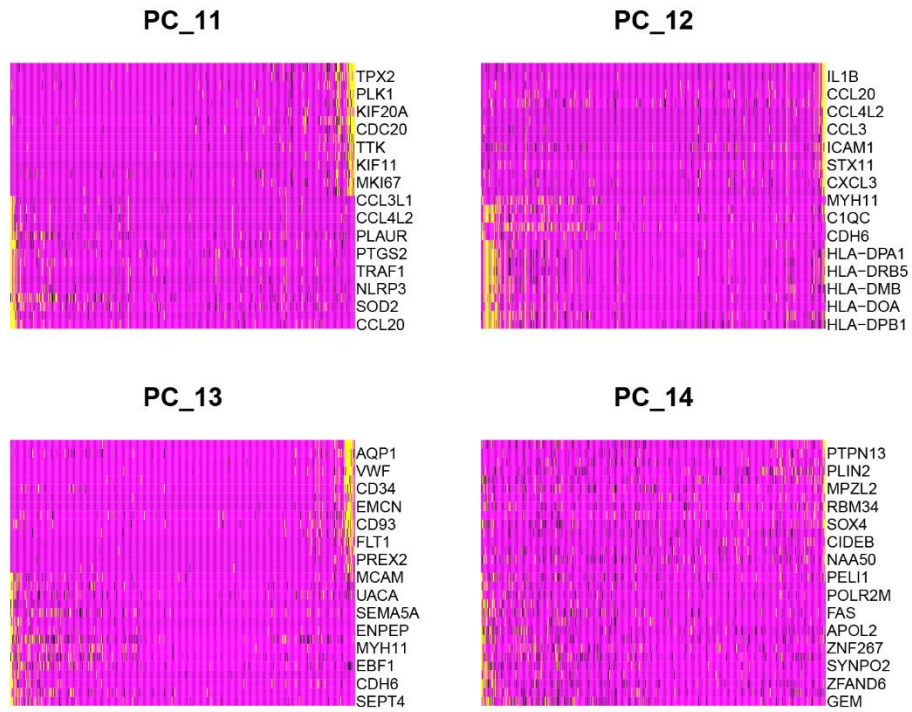 PC_11
TPX2
PLK1
KIF20A
CDC20
TTK
KIF11
MKI67
CCL3L1
CCL4L2
PLAUR
PTGS2
TRAF1
NLRP3
SOD2
CCL20
PC_12
IL1B
CCL20
CCL4L2
CCL3
ICAM1
STX11
CXCL3
MYH11
C1QC
CDH6
HLA−DPA1
HLA−DRB5
HLA−DMB
HLA−DOA
HLA−DPB1
PC_13
AQP1
VWF
CD34
EMCN
CD93
FLT1
PREX2
MCAM
UACA
SEMA5A
ENPEP
MYH11
EBF1
CDH6
SEPT4
PC_14
PTPN13
PLIN2
MPZL2
RBM34
SOX4
CIDEB
NAA50
PELI1
POLR2M
FAS
APOL2
ZNF267
SYNPO2
ZFAND6
GEM